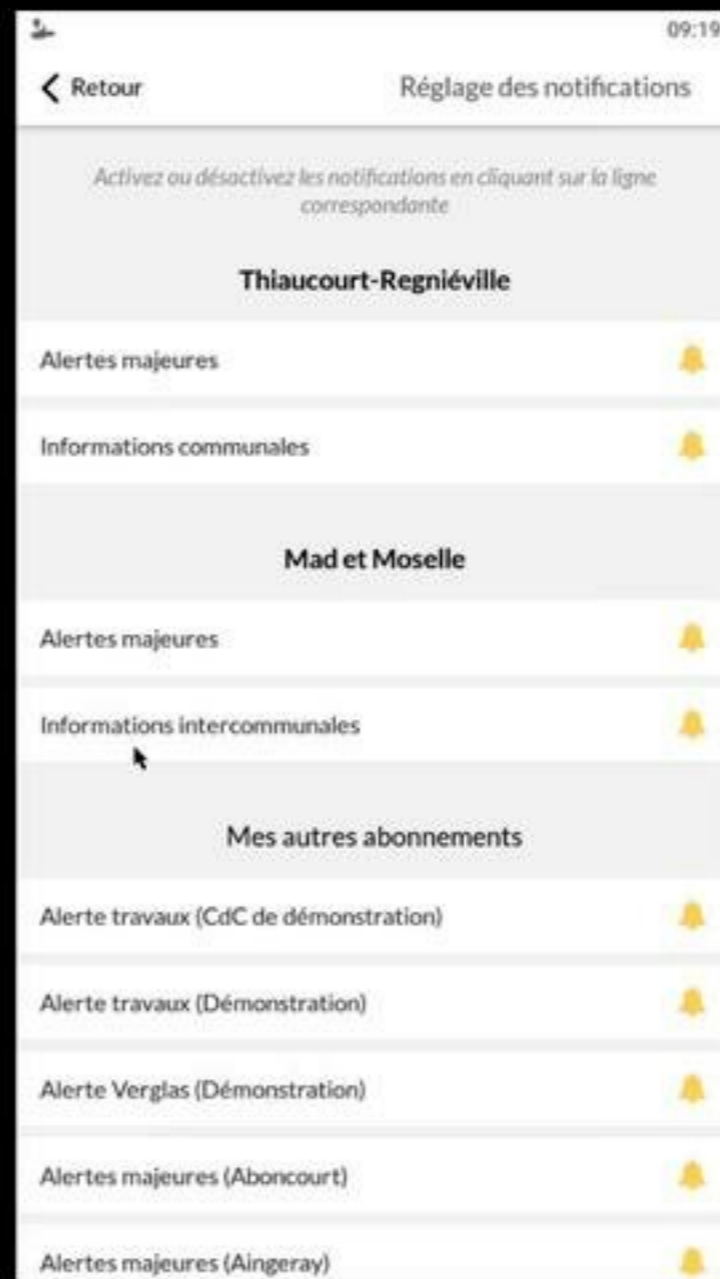 09:19
Retour
Réglage des notifications
Activez ou désactivez les notifications en cliquant sur la ligne
correspondante
Thiaucourt-Regniéville
Alertes majeures
Informations communales
Mad et Moselle
Alertes majeures
Informations intercommunales
Mes autres abonnements
Alerte travaux (CdC de démonstration)
Alerte travaux (Démonstration)
Alerte Verglas (Démonstration)
Alertes majeures (Aboncourt)
Alertes majeures (Aingeray)